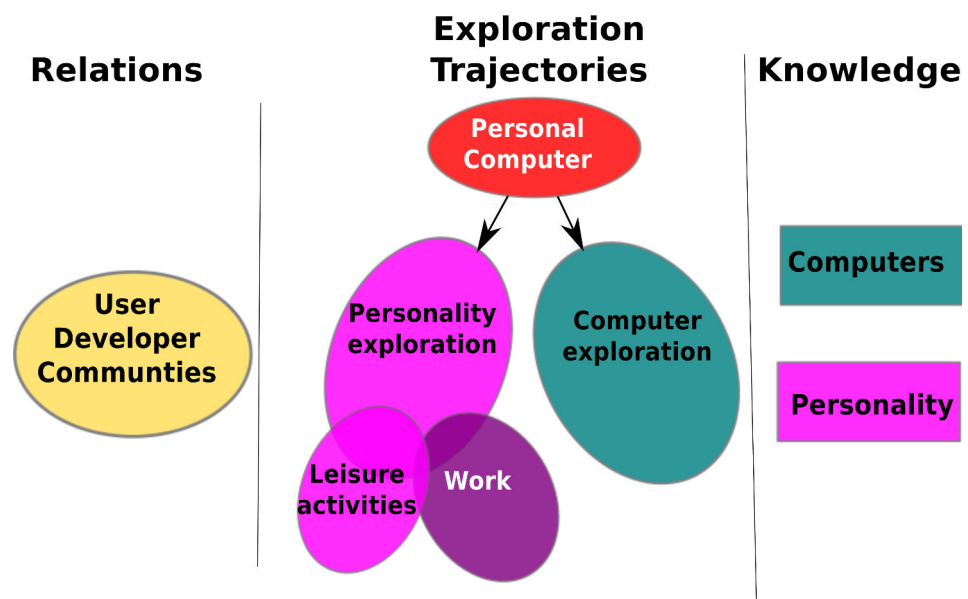 Relations
Exploration
Trajectories
Knowledge
Personal
Computer
User
Developer
Communties
Personality
exploration
Computer
exploration
Leisure
activities
Work
Computers
Personality